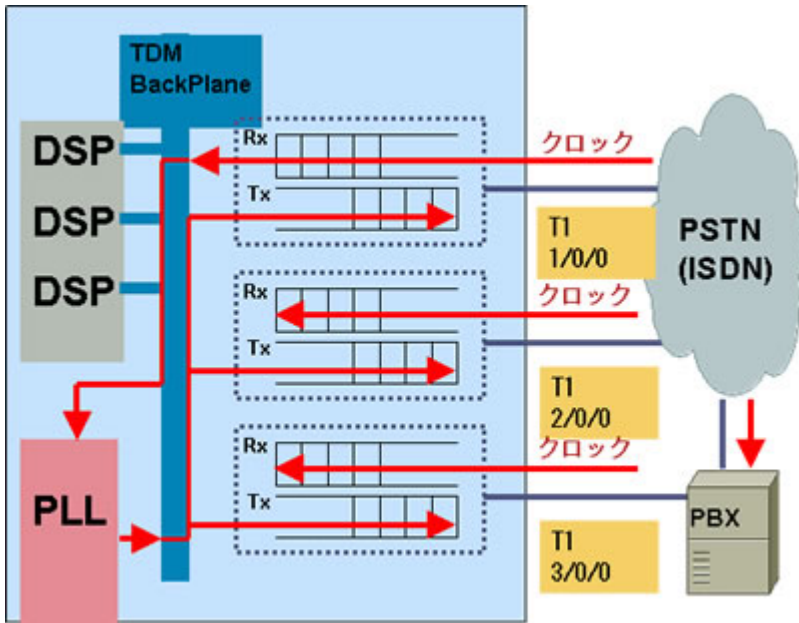 TDM
BackPlane
DSP
DSP
DSP
PLL
Rx
Tx
クロック
T1
1/0/0
Rx
Tx
クロック
T1
2/0/0
Rx
Tx
クロック
T1
3/0/0
PSTN
(ISDN)
PBX